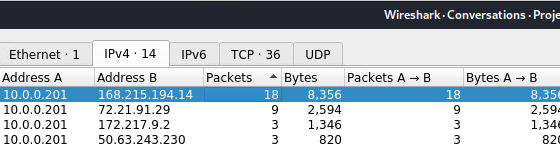 Wireshark · Conversations · Proje
Ethernet · 1 IPv4 · 14 IPv6 TCP · 36 UDP
Address A Address B Packets Bytes Packets A → B Bytes A → B
10.0.0.201 168.215.194.14 18 8,356 18 8,356
10.0.0.201 72.21.91.29 9 2,594 9 2,594
10.0.0.201 172.217.9.2 3 1,346 3 1,346
10.0.0.201 50.63.243.230 3 820 3 820